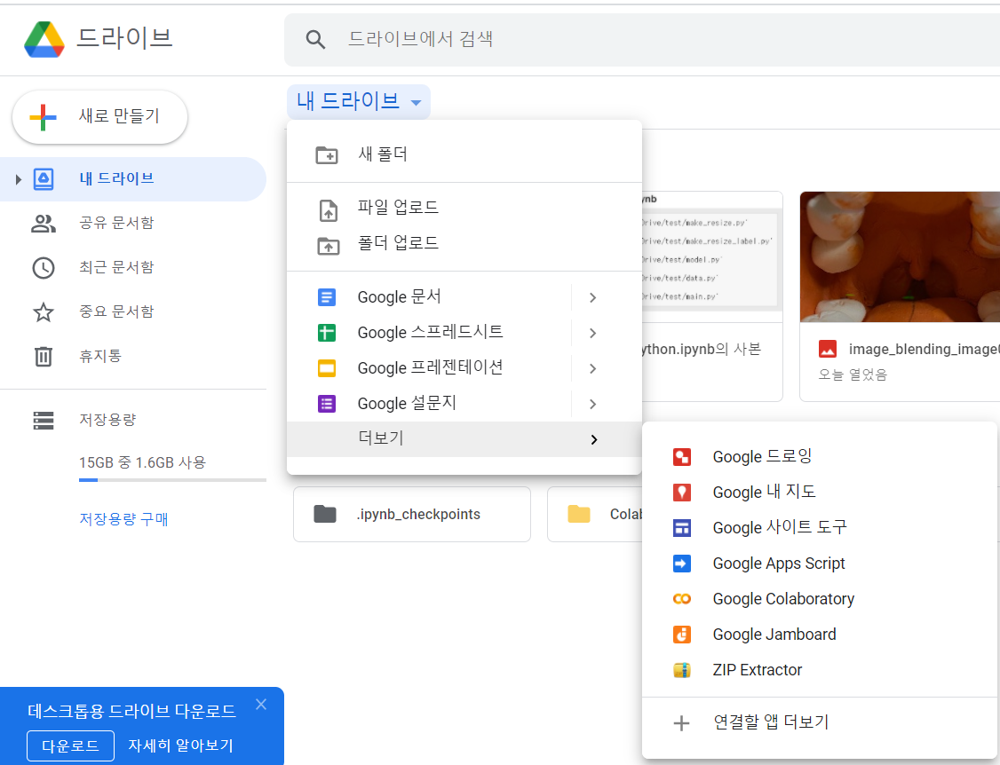 드라이브
드라이브에서 검색
새로 만들기
내 드라이브
공유 문서함
최근 문서함
중요 문서함
휴지통
저장용량
15GB 중 1.6GB 사용
저장용량 구매
데스크톱용 드라이브 다운로드
다운로드 자세히 알아보기
내 드라이브
새 폴더
파일 업로드
폴더 업로드
Google 문서
Google 스프레드시트
Google 프레젠테이션
Google 설문지
더보기
Google 드로잉
Google 내 지도
Google 사이트 도구
Google Apps Script
Google Colaboratory
Google Jamboard
ZIP Extractor
연결할 앱 더보기
ynb
Drive/test/make_resize.py'
Drive/test/make_resize_label.py'
Drive/test/model.py'
Drive/test/data.py'
Drive/test/main.py'
ython.ipynb의 사본
image_blending_image
오늘 열었음
.ipynb_checkpoints
Colab